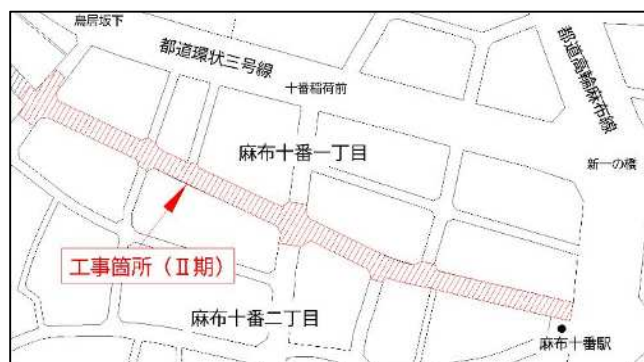 鳥居坂下
都道環状三号線
都道高輪麻布線
十番稲荷前
麻布十番一丁目
新一の橋
工事箇所（Ⅱ期）
麻布十番二丁目
麻布十番駅